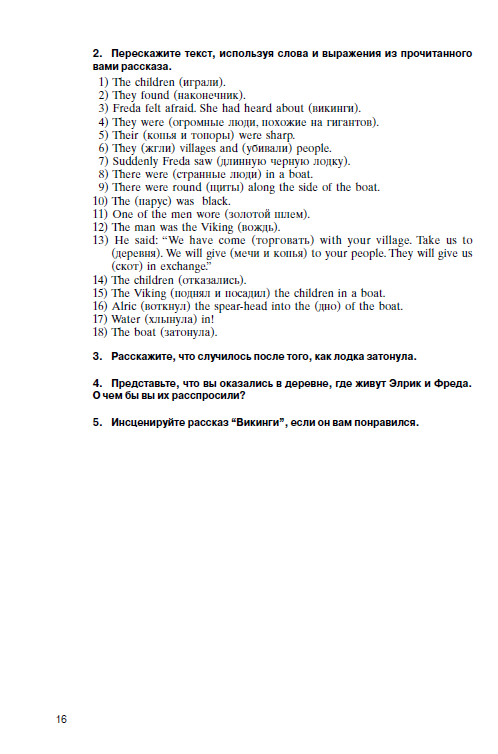 2. Перескажите текст, используя слова и выражения из прочитанного
вами рассказа.
1) The children (играли).
2) They found (наконечник).
3) Freda felt afraid. She had heard about (викинги).
4) They were (огромные люди, похожие на гигантов).
5) Their (копья и топоры) were sharp.
6) They (жгли) villages and (убивали) people.
7) Suddenly Freda saw (длинную черную лодку).
8) There were (странные люди) in a boat.
9) There were round (щиты) along the side of the boat.
10) The (парус) was black.
11) One of the men wore (золотой шлем).
12) The man was the Viking (вождь).
13) He said: “We have come (торговать) with your village. Take us to
(деревня). We will give (мечи и копья) to your people. They will give us
(скот) in exchange.”
14) The children (отказались).
15) The Viking (поднял и посадил) the children in a boat.
16) Alric (воткнул) the spear-head into the (дно) of the boat.
17) Water (хлынула) in!
18) The boat (затонула).
3. Расскажите, что случилось после того, как лодка затонула.
4. Представьте, что вы оказались в деревне, где живут Элрик и Фреда.
О чем бы вы их расспросили?
5. Инсценируйте рассказ “Викинги”, если он вам понравился.
16